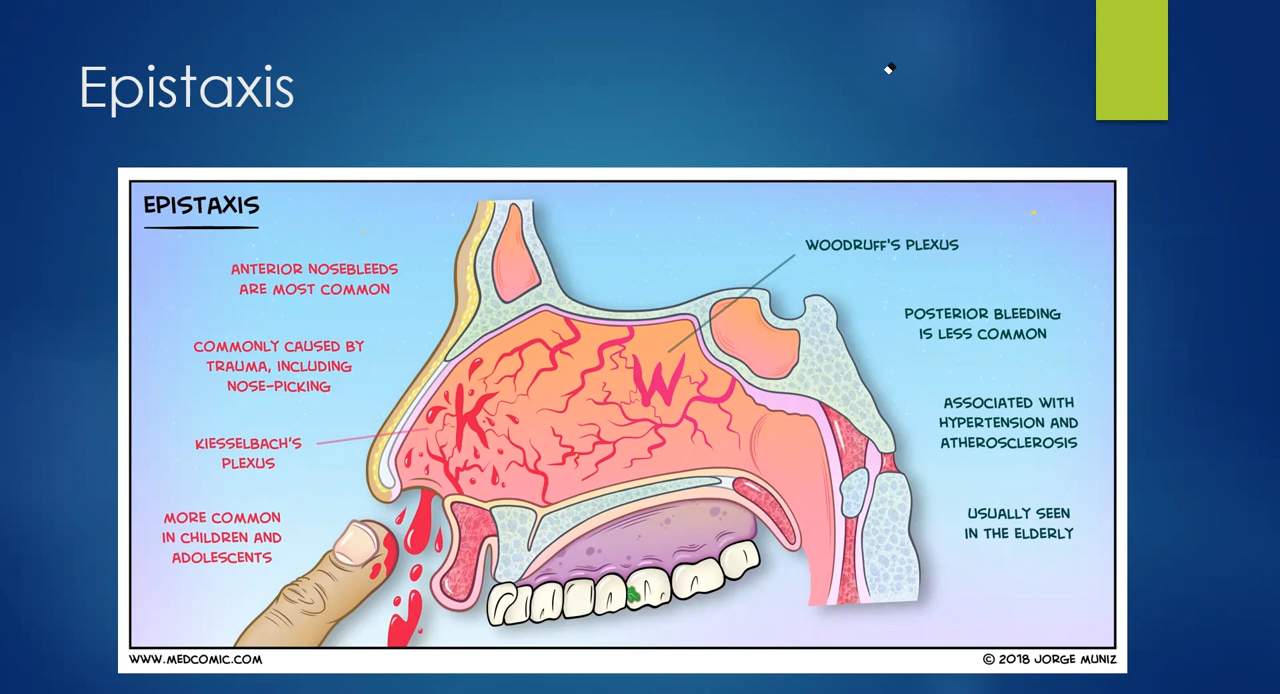 Epistaxis
EPISTAXIS
ANTERIOR NOSEBLEEDS
ARE MOST COMMON
COMMONLY CAUSED BY
TRAUMA, INCLUDING
NOSE-PICKING
KIESSELBACH'S
PLEXUS
MORE COMMON
IN CHILDREN AND
ADOLESCENTS
K
W
WOODRUFF'S PLEXUS
POSTERIOR BLEEDING
IS LESS COMMON
ASSOCIATED WITH
HYPERTENSION AND
ATHEROSCLEROSIS
USUALLY SEEN
IN THE ELDERLY
WWW.MEDCOMIC.COM
© 2018 JORGE MUNIZ